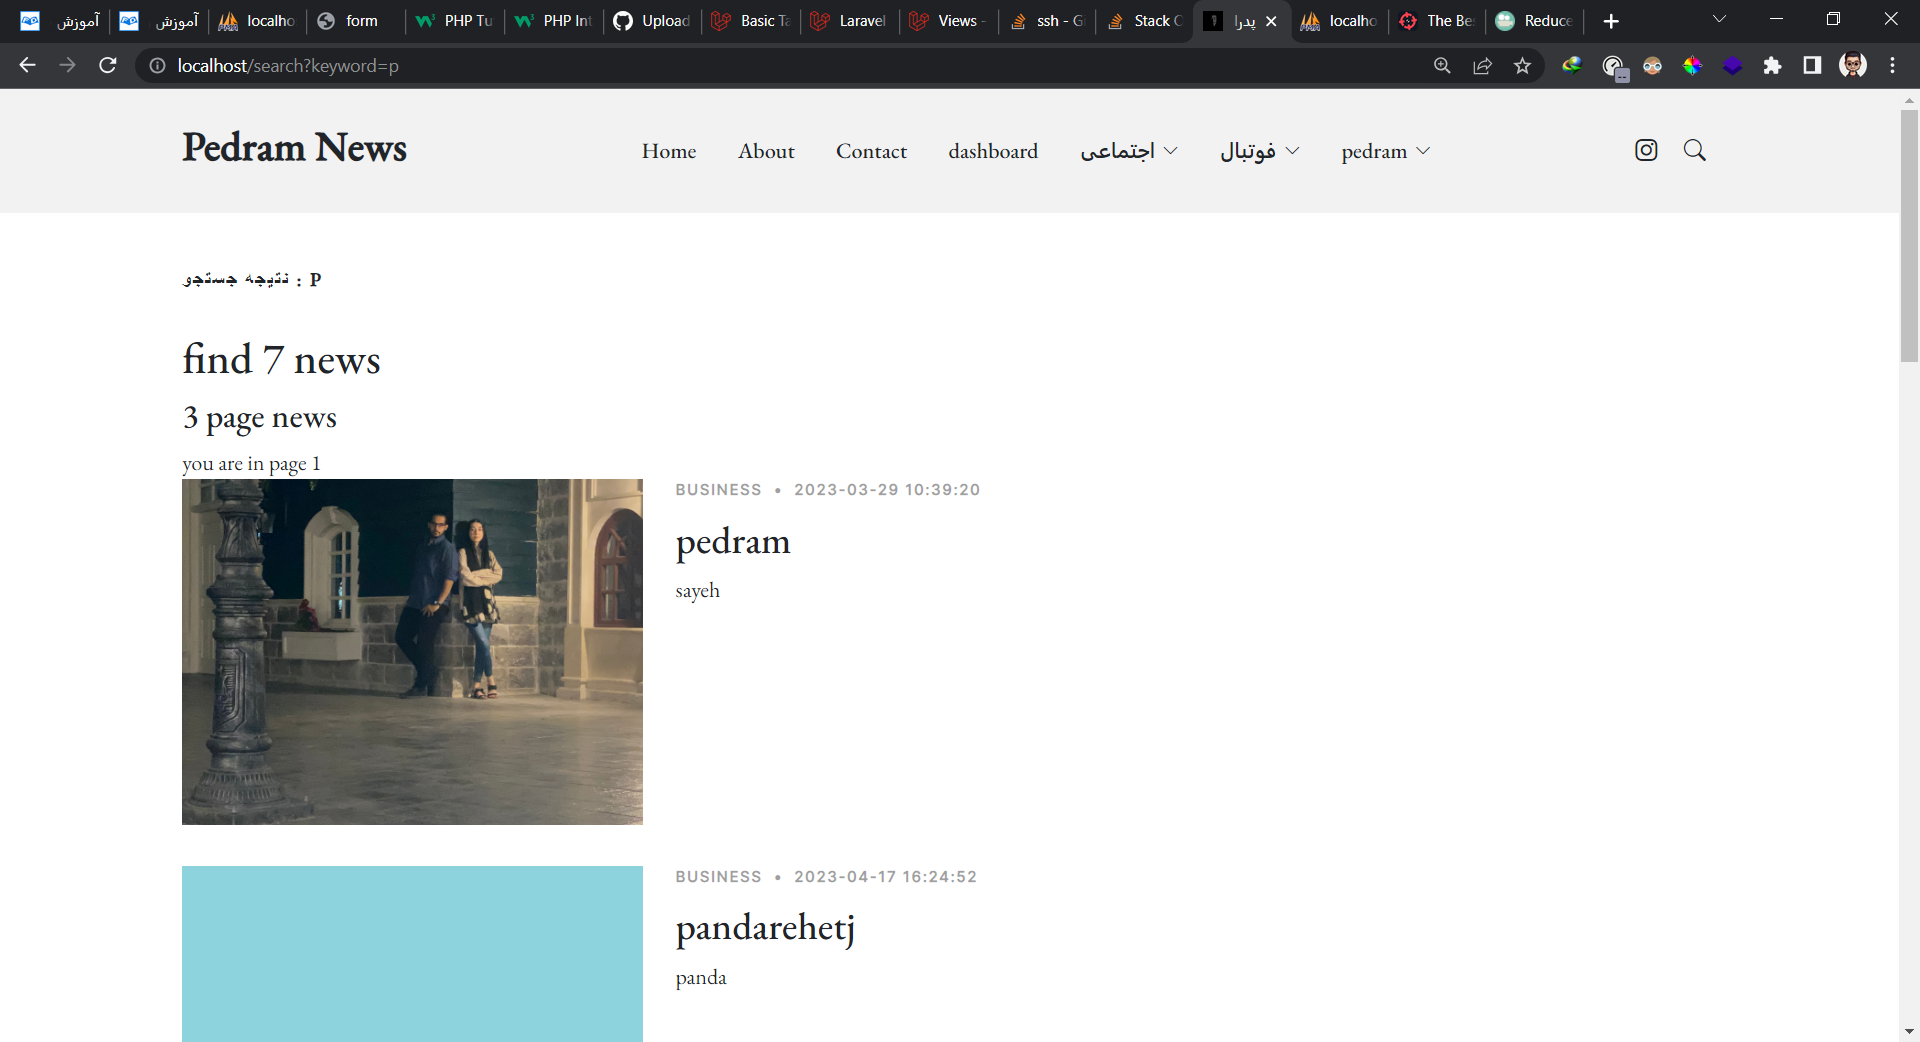 آموزش
آموزش
localho
form
PHP Tu
PHP Int
Upload
Basic Ta
Laravel
Views -
ssh - Gi
Stack O
پدرا
localho
The Be
Reduce
localhost/search?keyword=p
Pedram News
Home
About
Contact
dashboard
اجتماعی
فوتبال
pedram
نتیجه جستجو : P
find 7 news
3 page news
you are in page 1
BUSINESS • 2023-03-29 10:39:20
pedram
sayeh
BUSINESS • 2023-04-17 16:24:52
pandarehetj
panda